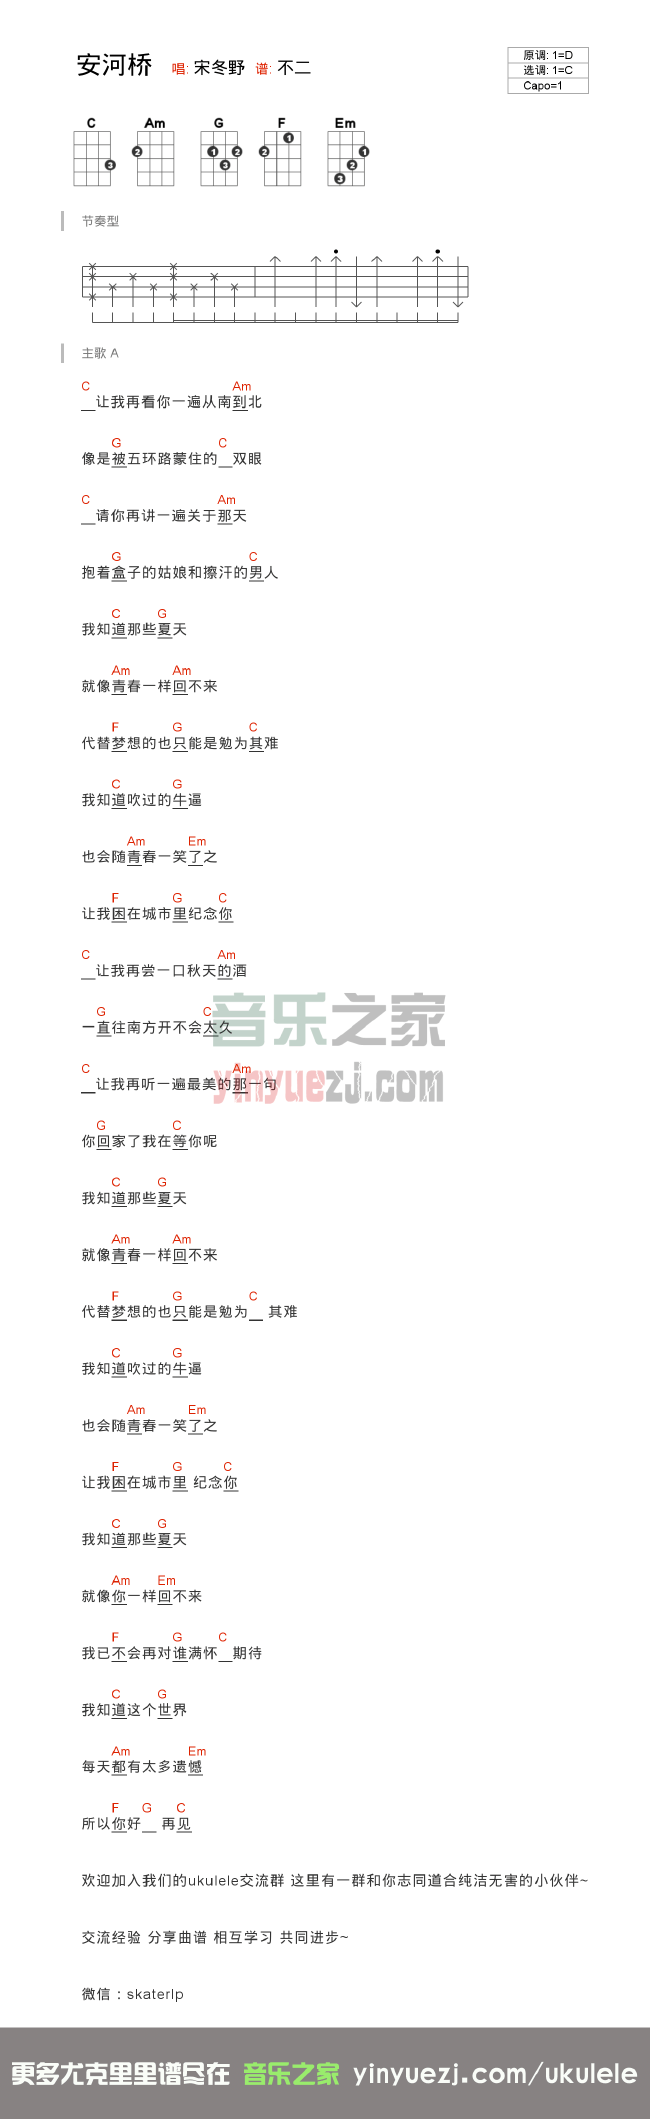 安河桥 唱: 宋冬野 谱: 不二
原调: 1=D
选调: 1=C
Capo=1
C Am G F Em
3 2 1 2 3 2 1 1 2 3
节奏型
主歌 A
C Am
__让我再看你一遍从南到北
G C
像是被五环路蒙住的__双眼
C Am
__请你再讲一遍关于那天
G C
抱着盒子的姑娘和擦汗的男人
C G
我知道那些夏天
Am Am
就像青春一样回不来
F G C
代替梦想的也只能是勉为其难
C G
我知道吹过的牛逼
Am Em
也会随青春一笑了之
F G C
让我困在城市里纪念你
C Am
__让我再尝一口秋天的酒
G C
一直往南方开不会太久
C Am
__让我再听一遍最美的那一句
G C
你回家了我在等你呢
C G
我知道那些夏天
Am Am
就像青春一样回不来
F G C
代替梦想的也只能是勉为__ 其难
C G
我知道吹过的牛逼
Am Em
也会随青春一笑了之
F G C
让我困在城市里 纪念你
C G
我知道那些夏天
Am Em
就像你一样回不来
F G C
我已不会再对谁满怀__期待
C G
我知道这个世界
Am Em
每天都有太多遗憾
F G C
所以你好__ 再见
音乐之家
yinyuezj.com
欢迎加入我们的ukulele交流群 这里有一群和你志同道合纯洁无害的小伙伴~
交流经验 分享曲谱 相互学习 共同进步~
微信：skaterlp
更多尤克里里谱尽在 音乐之家 yinyuezj.com/ukulele